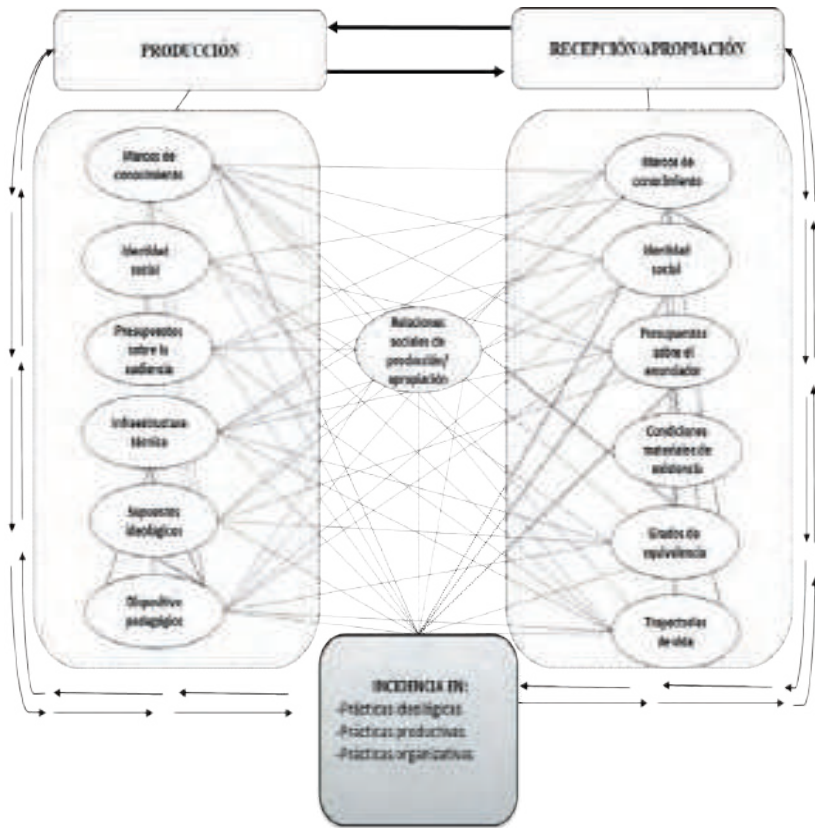 PRODUCCIÓN
RECEPCIÓN/APROPIACIÓN
Marcos de
conocimiento
Identidad
social
Presupuestos
sobre la
audiencia
Infraestructura
técnica
Supuestos
ideológicos
Dispositivo
pedagógico
Relaciones
sociales de
producción/
apropiación
Marcos de
conocimiento
Identidad
social
Presupuestos
sobre el
enunciador
Condiciones
materiales de
existencia
Grados de
equivalencia
Trayectorias
de vida
INCIDENCIA EN:
-Prácticas ideológicas
-Prácticas productivas
-Prácticas organizativas